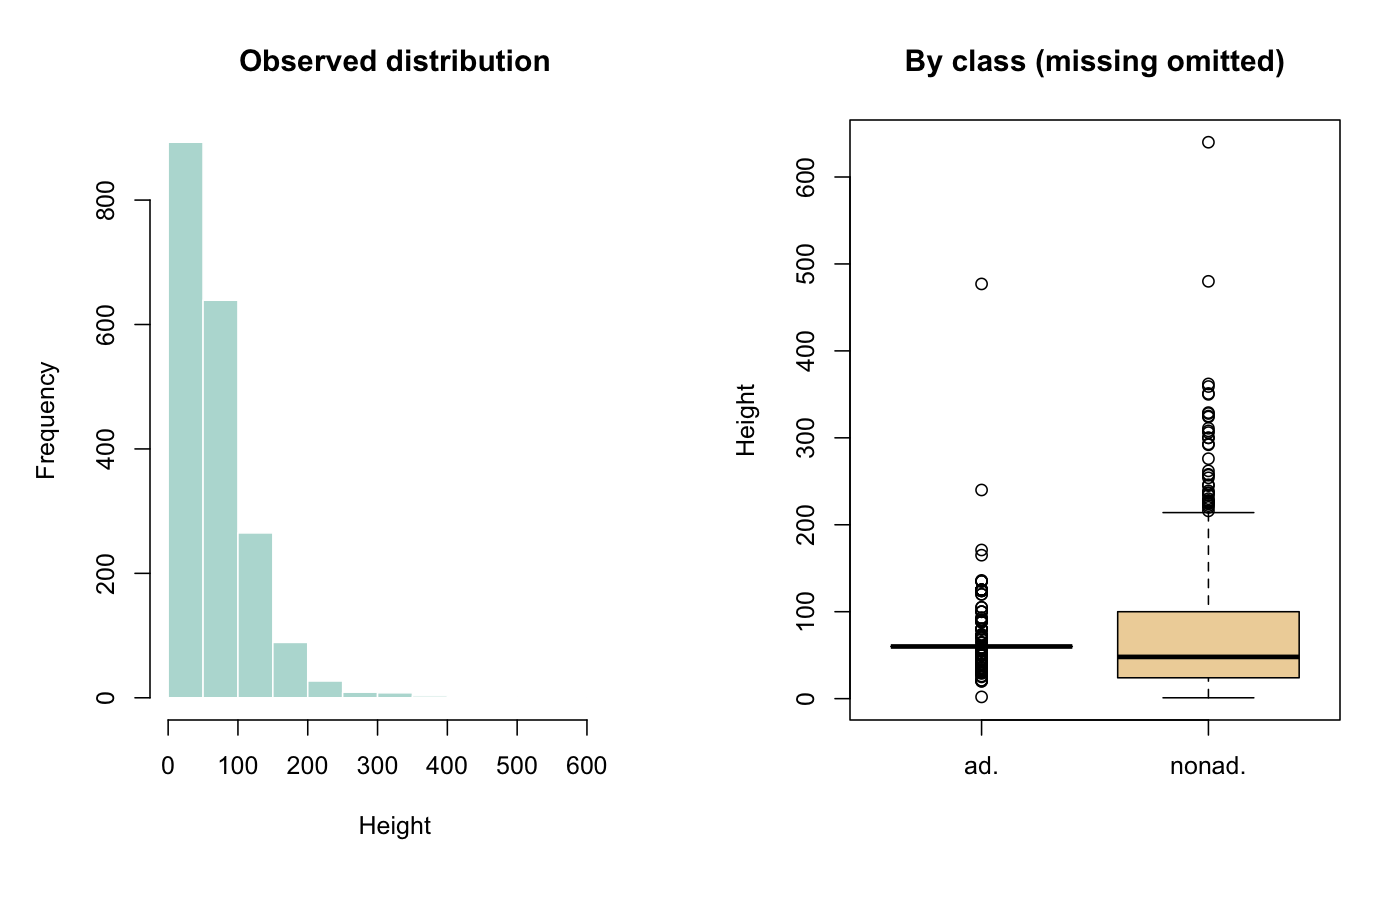 Observed distribution
Frequency
800
600
400
200
0
0 100 200 300 400 500 600
Height
By class (missing omitted)
Height
600
500
400
300
200
100
0
ad. nonad.